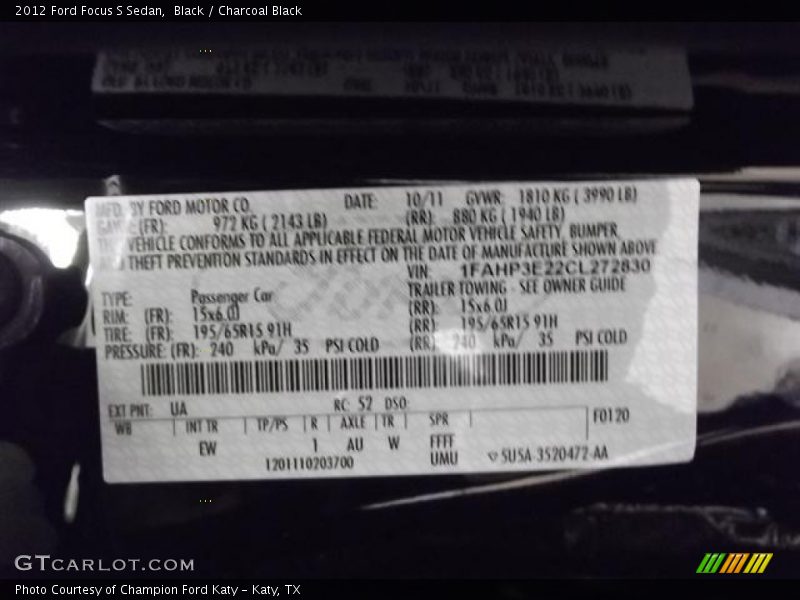 2012 Ford Focus S Sedan,  Black / Charcoal Black
MFD. BY FORD MOTOR CO. DATE: 10/11 GVWR: 1810 KG ( 3990 LB)
(FR): 972 KG ( 2143 LB) (RR): 880 KG ( 1940 LB)
VEHICLE CONFORMS TO ALL APPLICABLE FEDERAL MOTOR VEHICLE SAFETY, BUMPER,
THEFT PREVENTION STANDARDS IN EFFECT ON THE DATE OF MANUFACTURE SHOWN ABOVE
VIN: 1FAHP3E22CL272830
TRAILER TOWING - SEE OWNER GUIDE
TYPE: Passenger Car
RIM: (FR): 15x6.0J (RR): 15x6.0J
TIRE: (FR): 195/65R15 91H (RR): 195/65R15 91H
PRESSURE: (FR): 240 kPa/ 35 PSI COLD (RR): 240 kPa/ 35 PSI COLD
EXT PNT: UA RC: 52 DSO:
WB INT TR TP/PS R AXLE TR SPR F0120
EW 1 AU W FFFF
1201110203700 UMU SUSA-3520472-AA
GTCARLOT.COM
Photo Courtesy of Champion Ford Katy - Katy, TX